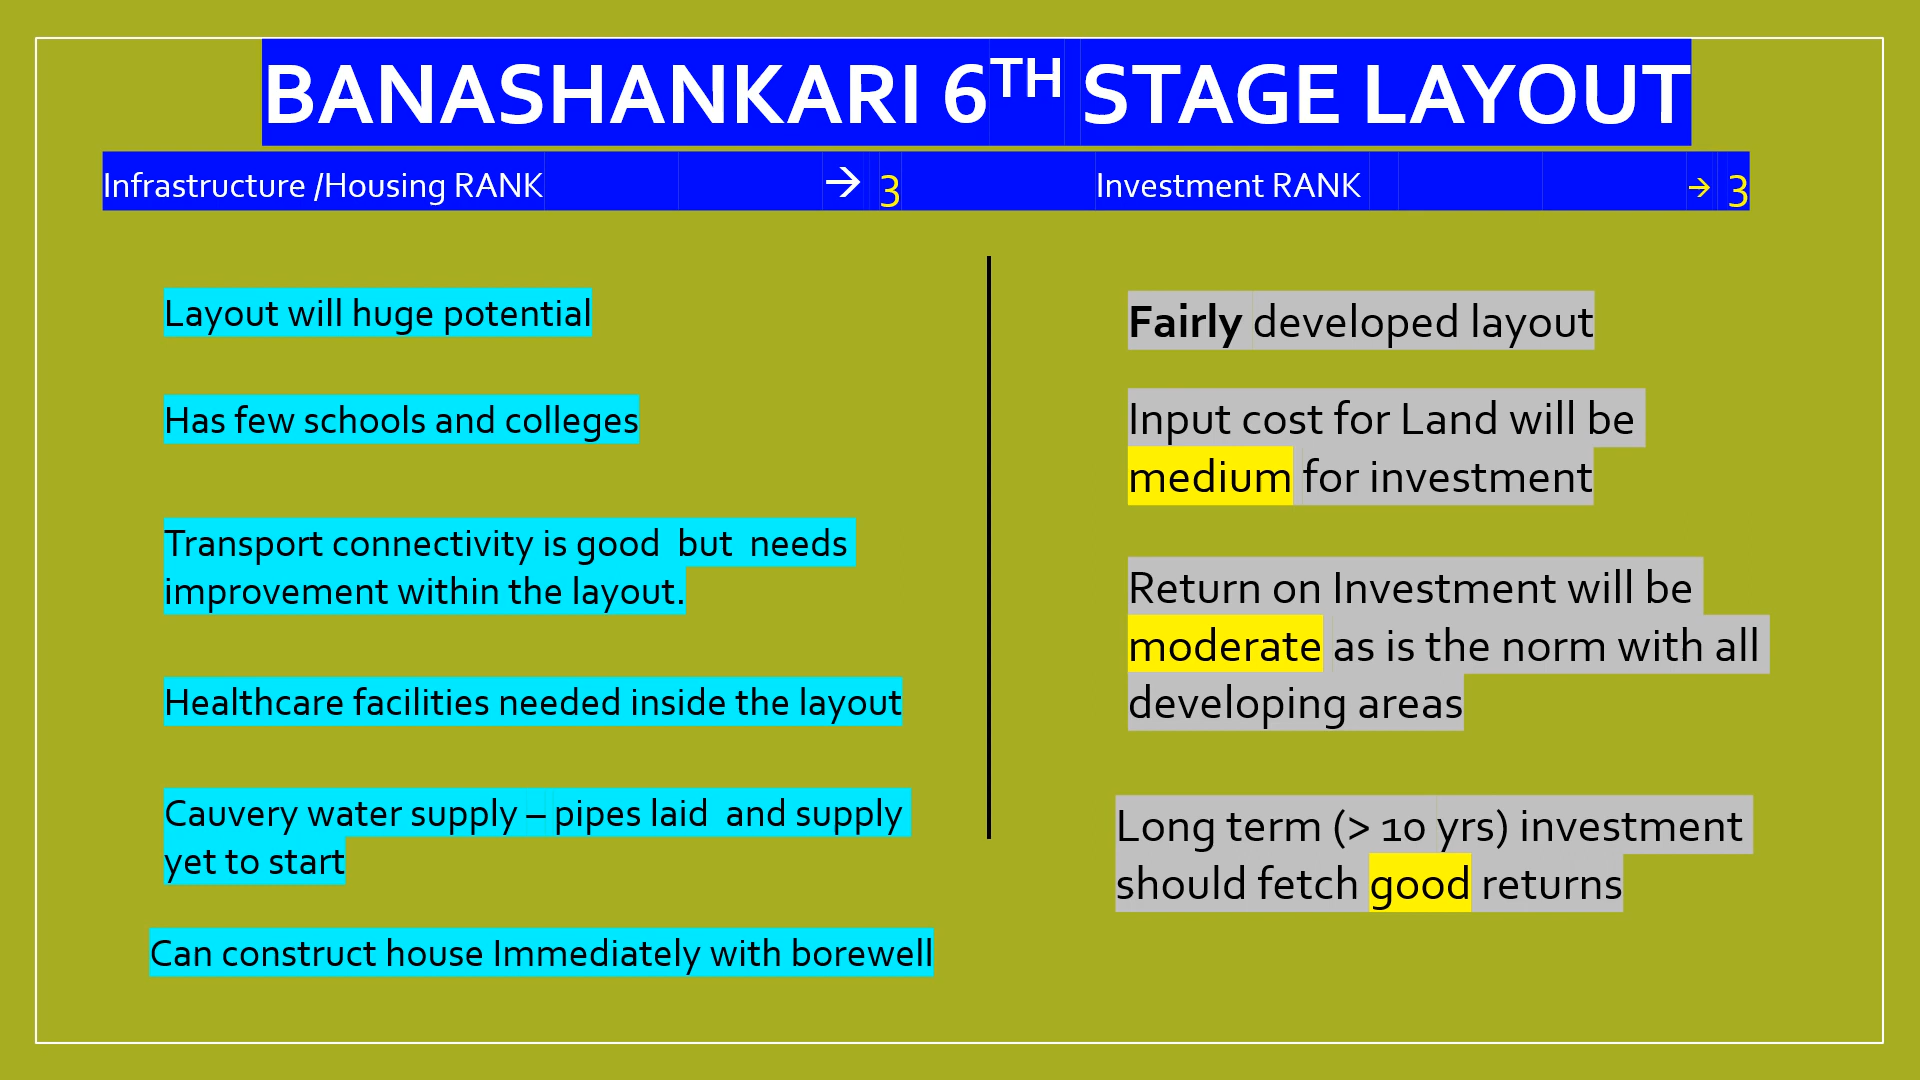 BANASHANKARI 6TH STAGE LAYOUT
Infrastructure /Housing RANK → 3 Investment RANK → 3
Layout will huge potential
Has few schools and colleges
Transport connectivity is good but needs
improvement within the layout.
Healthcare facilities needed inside the layout
Cauvery water supply – pipes laid and supply
yet to start
Can construct house Immediately with borewell
Fairly developed layout
Input cost for Land will be
medium for investment
Return on Investment will be
moderate as is the norm with all
developing areas
Long term (> 10 yrs) investment
should fetch good returns